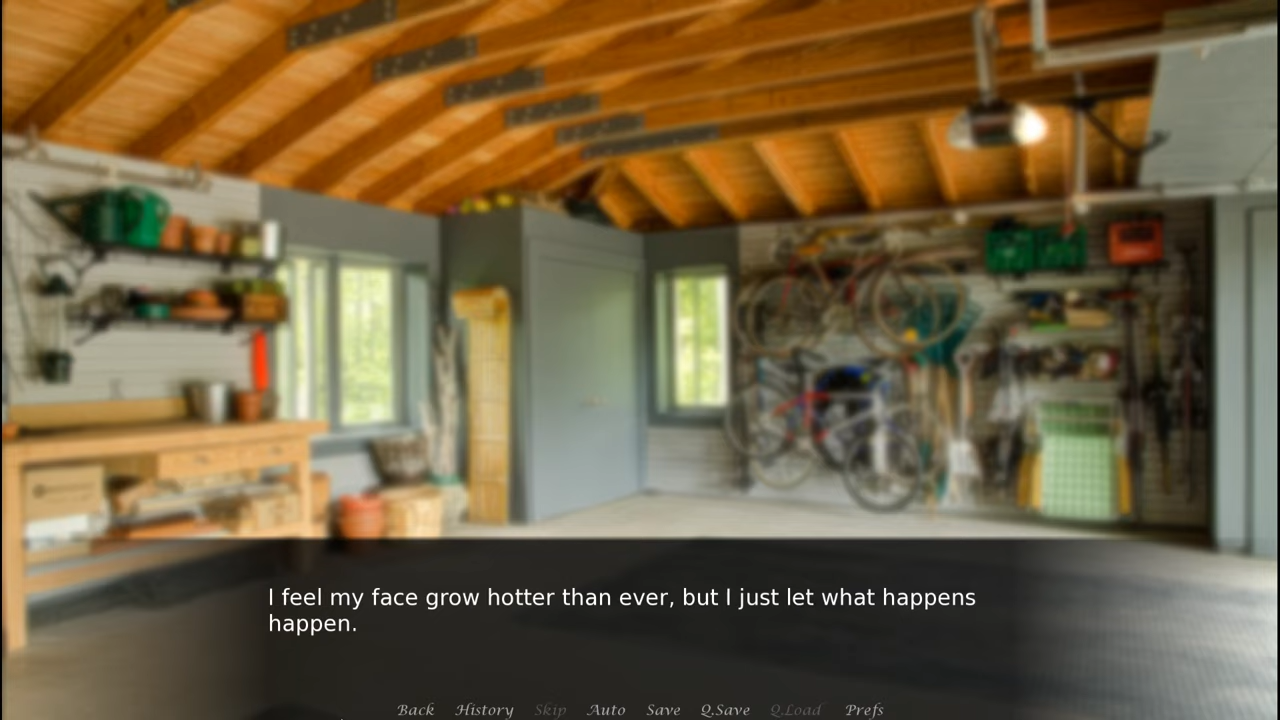 I feel my face grow hotter than ever, but I just let what happens
happen.
Back History Skip Auto Save Q.Save Q.Load Prefs